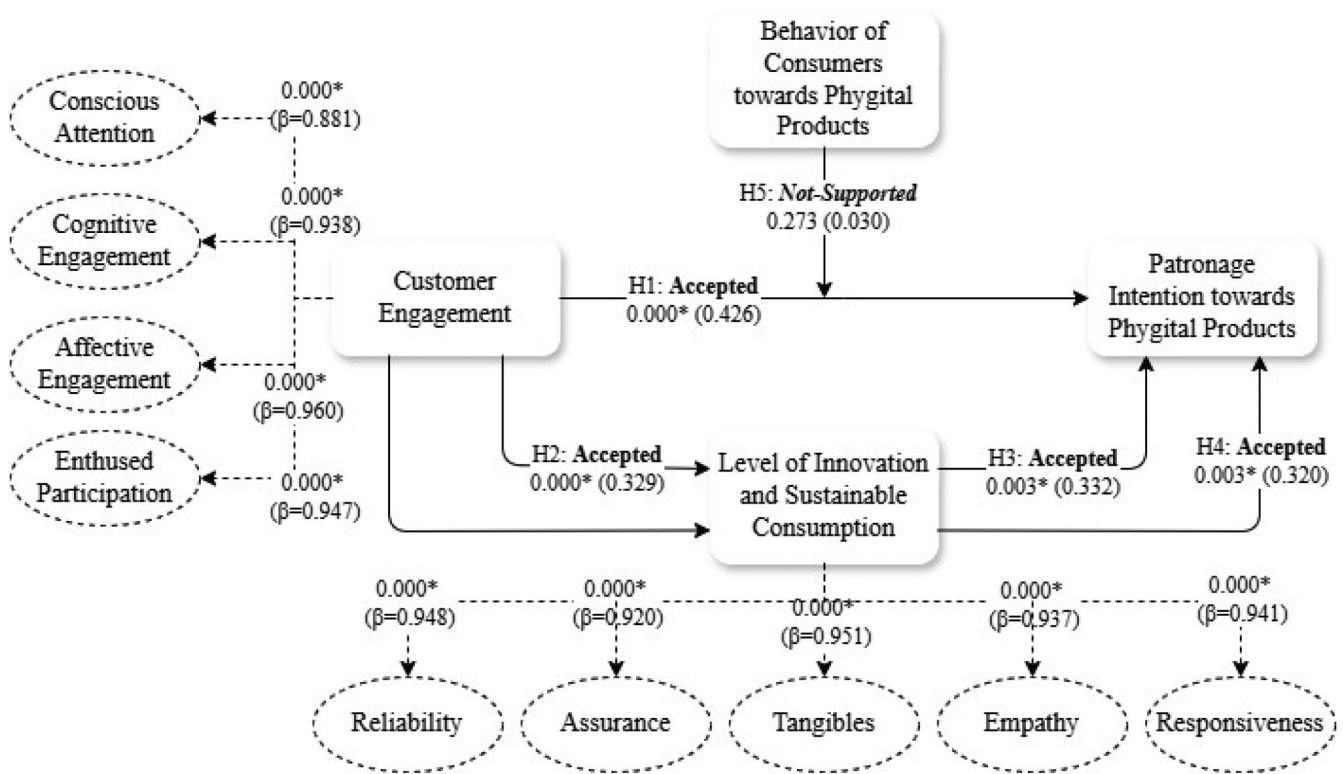 Behavior of
Consumers
towards Phygital
Products
H5: Not-Supported
0.273 (0.030)
Conscious
Attention
0.000*
(β=0.881)
Cognitive
Engagement
0.000*
(β=0.938)
Affective
Engagement
0.000*
(β=0.960)
Enthused
Participation
0.000*
(β=0.947)
Customer
Engagement
H1: Accepted
0.000* (0.426)
Patronage
Intention towards
Phygital Products
H2: Accepted
0.000* (0.329)
Level of Innovation
and Sustainable
Consumption
H3: Accepted
0.003* (0.332)
H4: Accepted
0.003* (0.320)
0.000*
(β=0.948)
0.000*
(β=0.920)
0.000*
(β=0.951)
0.000*
(β=0.937)
0.000*
(β=0.941)
Reliability
Assurance
Tangibles
Empathy
Responsiveness